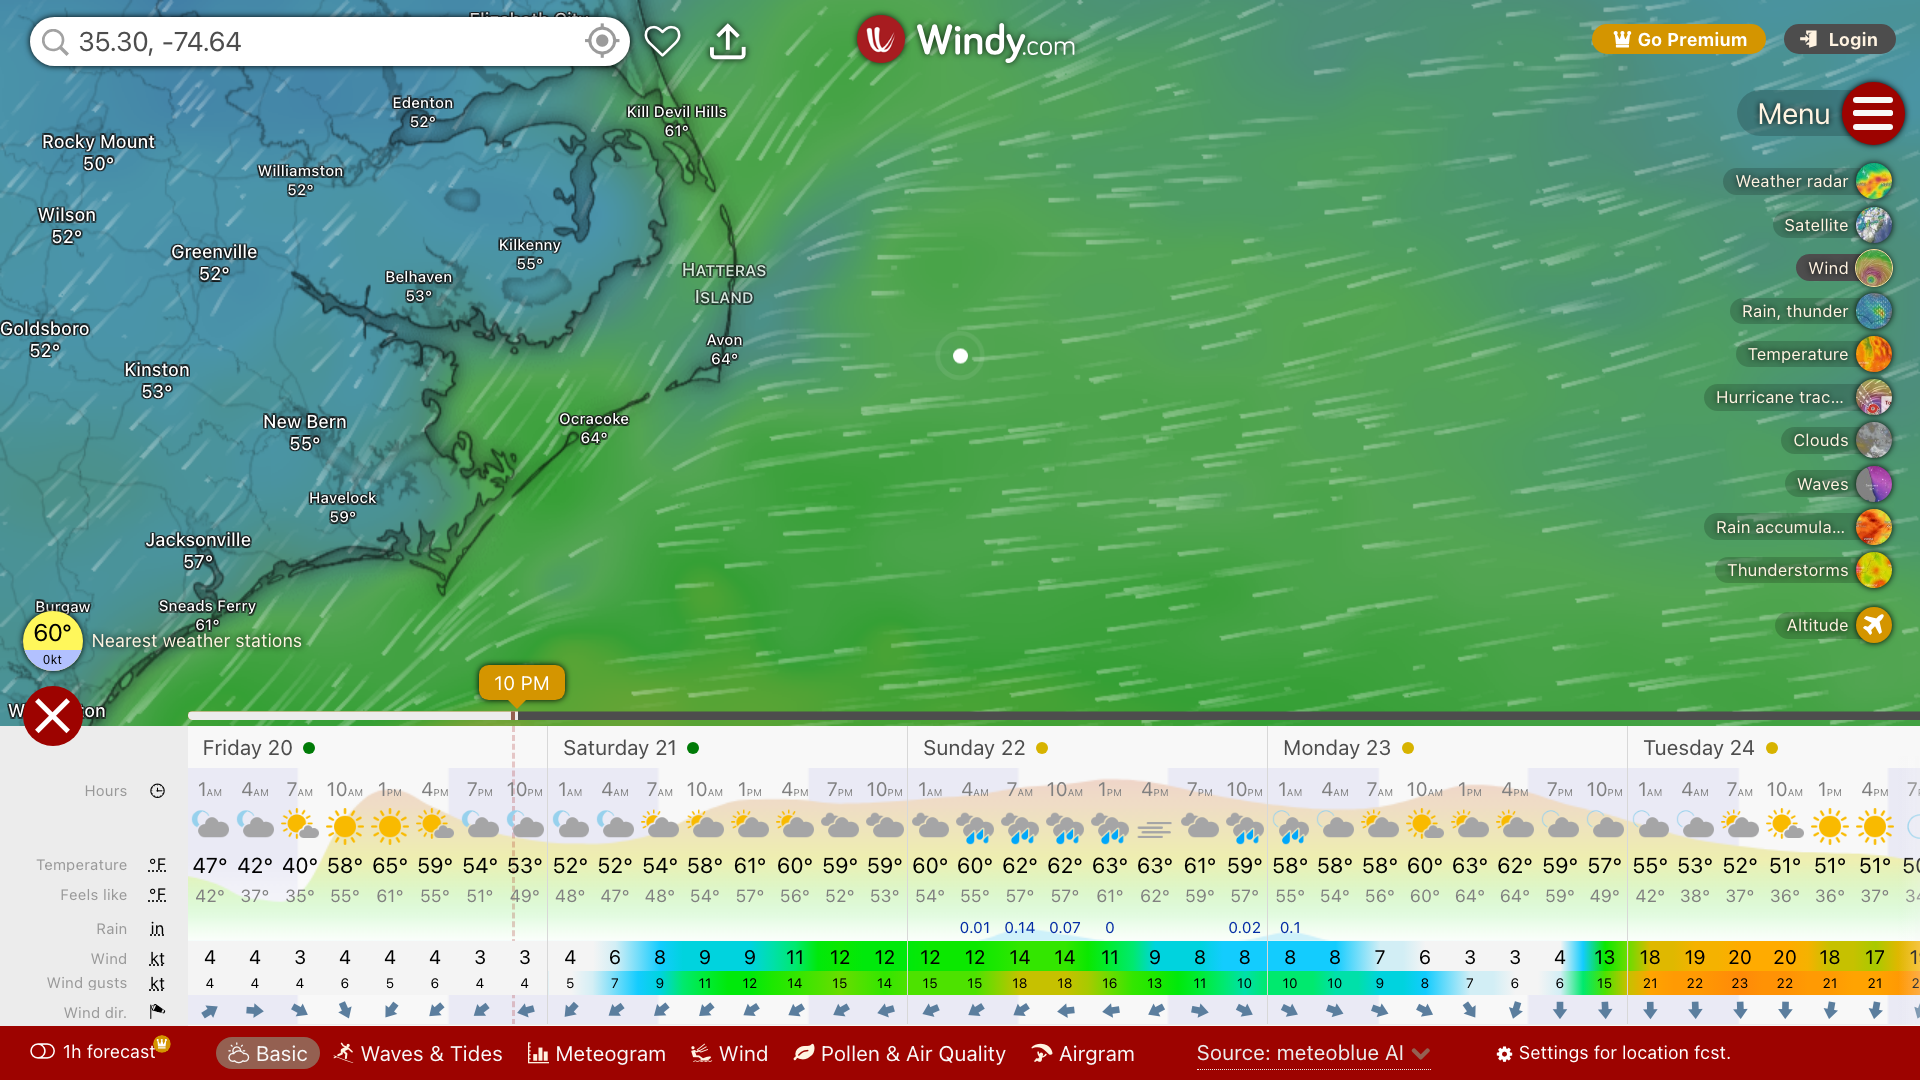 Elizabeth City
35.30, -74.64
Windy.com
Go Premium
Login
Menu
Weather radar
Satellite
Wind
Rain, thunder
Temperature
Hurricane trac...
Clouds
Waves
Rain accumula...
Thunderstorms
Altitude
Edenton
52°
Kill Devil Hills
61°
Rocky Mount
50°
Williamston
52°
Wilson
52°
Greenville
52°
Kilkenny
55°
Belhaven
53°
HATTERAS
ISLAND
Goldsboro
52°
Avon
64°
Kinston
53°
New Bern
55°
Ocracoke
64°
Havelock
59°
Jacksonville
57°
Burgaw
Sneads Ferry
61°
60°
0kt
Nearest weather stations
10 PM
Friday 20
Saturday 21
Sunday 22
Monday 23
Tuesday 24
Hours 1AM 4AM 7AM 10AM 1PM 4PM 7PM 10PM 1AM 4AM 7AM 10AM 1PM 4PM 7PM 10PM 1AM 4AM 7AM 10AM 1PM 4PM 7PM 10PM 1AM 4AM 7AM 10AM 1PM 4PM 7PM 10PM 1AM 4AM 7AM 10AM 1PM 4PM
Temperature °F 47° 42° 40° 58° 65° 59° 54° 53° 52° 52° 54° 58° 61° 60° 59° 59° 60° 60° 62° 62° 63° 63° 61° 59° 58° 58° 58° 60° 63° 62° 59° 57° 55° 53° 52° 51° 51° 51°
Feels like °F 42° 37° 35° 55° 61° 55° 51° 49° 48° 47° 48° 54° 57° 56° 52° 53° 54° 55° 57° 57° 61° 62° 59° 57° 55° 54° 56° 60° 64° 64° 59° 49° 42° 38° 37° 36° 36° 37°
Rain in 0.01 0.14 0.07 0 0.02 0.1
Wind kt 4 4 3 4 4 4 3 3 4 6 8 9 9 11 12 12 12 12 14 14 11 9 8 8 8 8 7 6 3 3 4 13 18 19 20 20 18 17
Wind gusts kt 4 4 4 6 5 6 4 4 5 7 9 11 12 14 15 14 15 15 18 18 16 13 11 10 10 10 9 8 7 6 6 15 21 22 23 22 21 21
Wind dir.
1h forecast
Basic
Waves & Tides
Meteogram
Wind
Pollen & Air Quality
Airgram
Source: meteoblue AI
Settings for location fcst.